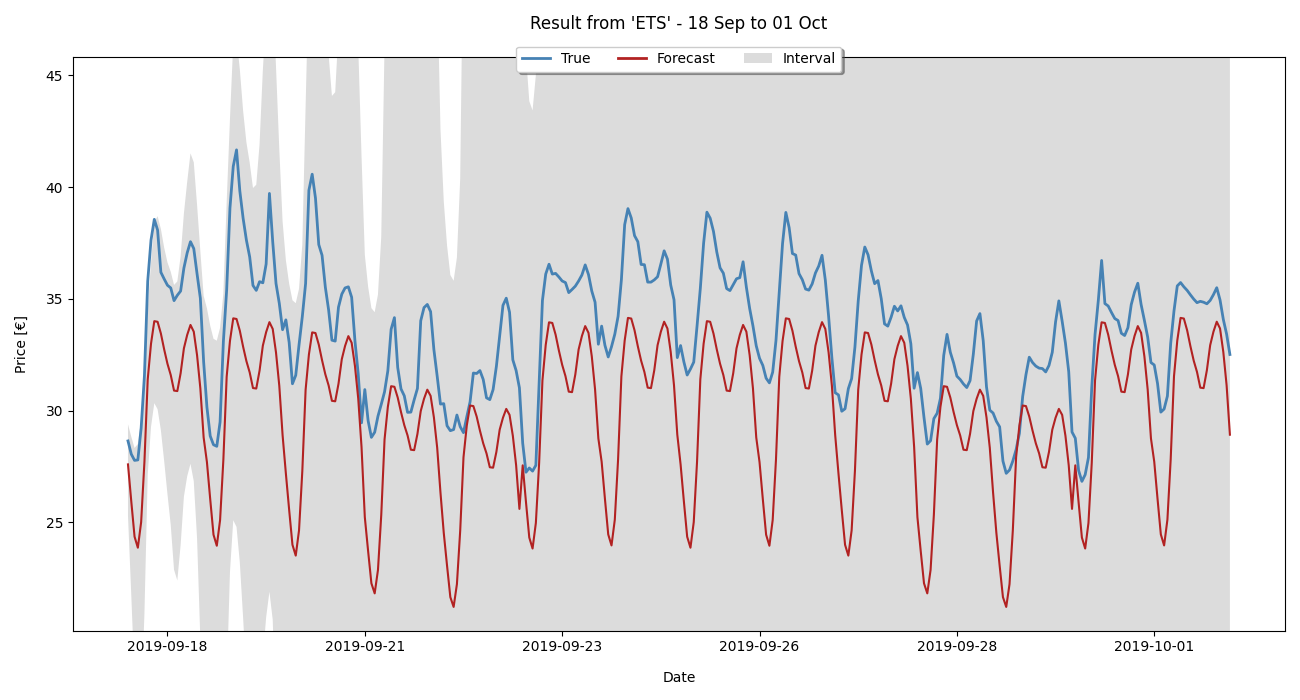 Result from 'ETS' - 18 Sep to 01 Oct
True Forecast Interval
45
40
35
30
25
Price [€]
2019-09-18 2019-09-21 2019-09-23 2019-09-26 2019-09-28 2019-10-01
Date